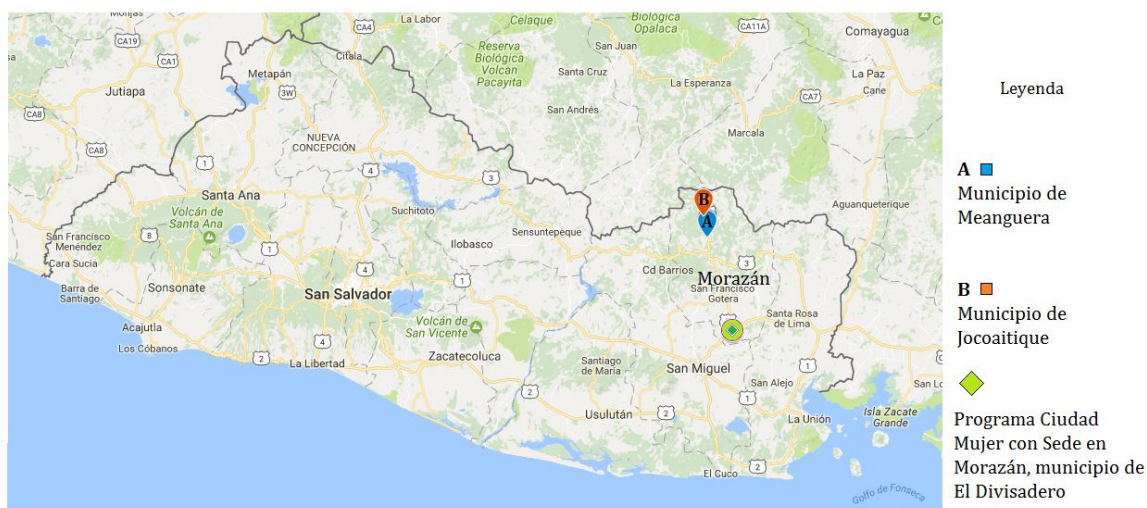 CA19
CA1
CA8
CA8
Jutiapa
Metapán
3W
1
CA4
Citala
La Labor
Celaque
Reserva
Biológica
Volcan
Pacayita
Biológica
Opalaca
San Juan
Santa Cruz
San Andrés
La Esperanza
CA11A
Comayagua
La Paz
Cane
CA7
Marcala
Aguanqueterique
NUEVA
CONCEPCIÓN
4
3
Santa Ana
Volcán de
Santa Ana
Suchitoto
Ilobasco
Sensuntepeque
B
A
Cd Barrios
3
Morazán
San Francisco
Gotera
Santa Rosa
de Lima
San Francisco
Menéndez
Cara Sucia
8
Barra de
Santiago
Sonsonate
4
San Salvador
1
Acajutla
Los Cóbanos
2
4
La Libertad
Volcán de
San Vicente
Zacatecoluca
Santiago
de María
San Miguel
San Alejo
1
1
Usulután
2
2
La Unión
Isla Zacate
Grande
San Lo
El Cuco
2
Golfo de Fonseca
Leyenda
A
Municipio de
Meanguera
B
Municipio de
Jocoaitique
Programa Ciudad
Mujer con Sede en
Morazán, municipio de
El Divisadero